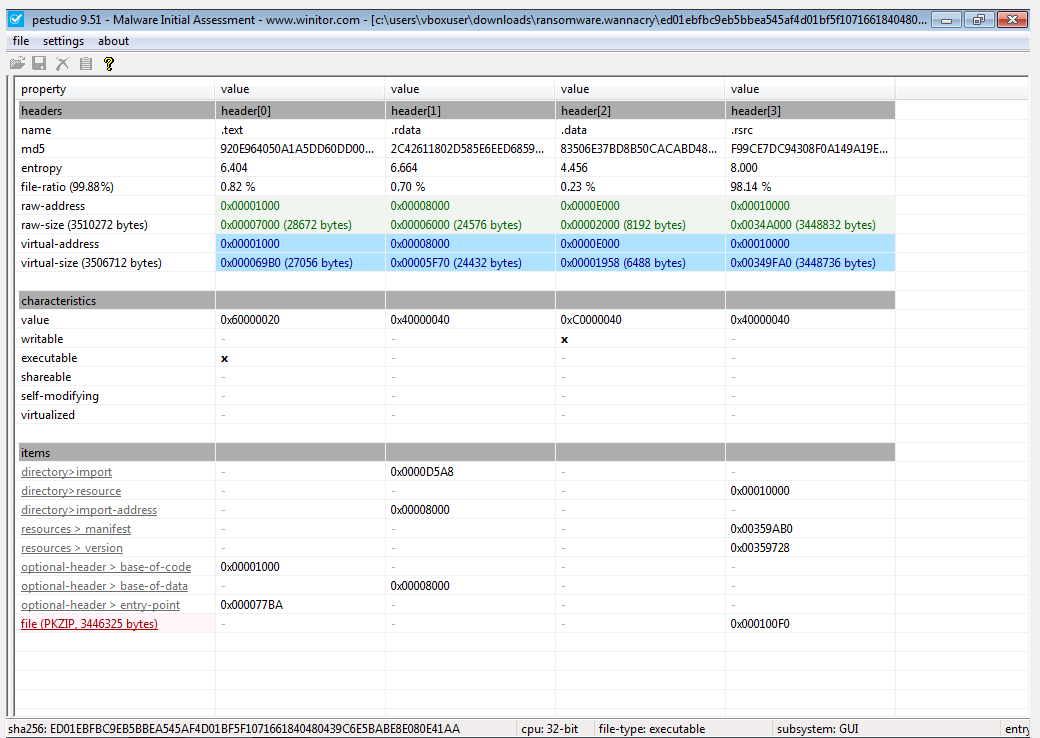 pestudio 9.51 - Malware Initial Assessment - www.winitor.com - [c:\users\vboxuser\downloads\ransomware.wannacry\ed01ebfbc9eb5bbea545af4d01bf5f1071661840480...
file settings about
property value value value value
headers header[0] header[1] header[2] header[3]
name .text .rdata .data .rsrc
md5 920E964050A1A5DD60DD00... 2C42611802D585E6EED6859... 83506E37BD8B50CACABD48... F99CE7DC94308F0A149A19E...
entropy 6.404 6.664 4.456 8.000
file-ratio (99.88%) 0.82 % 0.70 % 0.23 % 98.14 %
raw-address 0x00001000 0x00008000 0x0000E000 0x00010000
raw-size (3510272 bytes) 0x00007000 (28672 bytes) 0x00006000 (24576 bytes) 0x00002000 (8192 bytes) 0x0034A000 (3448832 bytes)
virtual-address 0x00001000 0x00008000 0x0000E000 0x00010000
virtual-size (3506712 bytes) 0x000069B0 (27056 bytes) 0x00005F70 (24432 bytes) 0x00001958 (6488 bytes) 0x00349FA0 (3448736 bytes)
characteristics
value 0x60000020 0x40000040 0xC0000040 0x40000040
writable - - x -
executable x - - -
shareable - - - -
self-modifying - - - -
virtualized - - - -
items
directory>import - 0x0000D5A8 - -
directory>resource - - - 0x00010000
directory>import-address - 0x00008000 - -
resources > manifest - - - 0x00359AB0
resources > version - - - 0x00359728
optional-header > base-of-code 0x00001000 - - -
optional-header > base-of-data - 0x00008000 - -
optional-header > entry-point 0x000077BA - - -
file (PKZIP, 3446325 bytes) - - - 0x000100F0
sha256: ED01EBFBC9EB5BBEA545AF4D01BF5F1071661840480439C6E5BABE8E080E41AA cpu: 32-bit file-type: executable subsystem: GUI entry